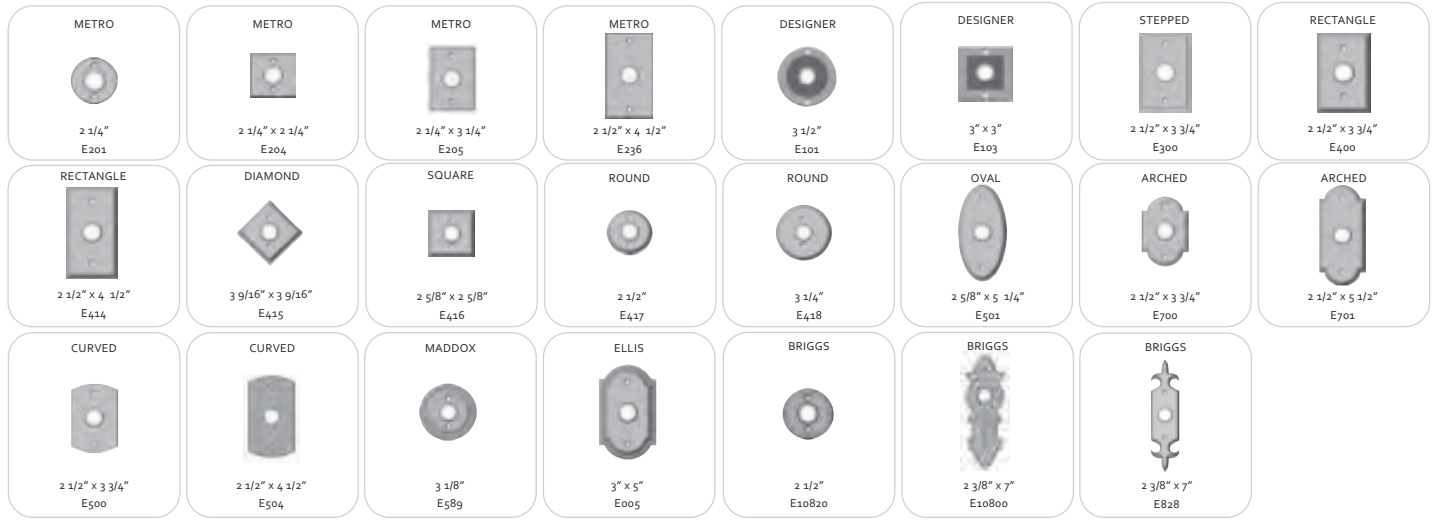 METRO
2 1/4”
E201
METRO
2 1/4” x 2 1/4”
E204
METRO
2 1/4” x 3 1/4”
E205
METRO
2 1/2” x 4 1/2”
E236
DESIGNER
3 1/2”
E101
DESIGNER
3” x 3”
E103
STEPPED
2 1/2” x 3 3/4”
E300
RECTANGLE
2 1/2” x 3 3/4”
E400
RECTANGLE
2 1/2” x 4 1/2”
E414
DIAMOND
3 9/16” x 3 9/16”
E415
SQUARE
2 5/8” x 2 5/8”
E416
ROUND
2 1/2”
E417
ROUND
3 1/4”
E418
OVAL
2 5/8” x 5 1/4”
E501
ARCHED
2 1/2” x 3 3/4”
E700
ARCHED
2 1/2” x 5 1/2”
E701
CURVED
2 1/2” x 3 3/4”
E500
CURVED
2 1/2” x 4 1/2”
E504
MADDOX
3 1/8”
E589
ELLIS
3” x 5”
E005
BRIGGS
2 1/2”
E10820
BRIGGS
2 3/8” x 7”
E10800
BRIGGS
2 3/8” x 7”
E828